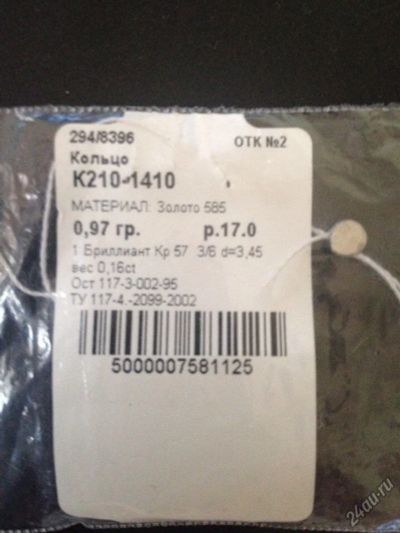 294/8396 ОТК №2
Кольцо
К210-1410
МАТЕРИАЛ: Золото 585
0,97 гр. р.17.0
1 Бриллиант Кр 57 3/6 d=3,45
вес 0,16ct
Ост 117-3-002-95
ТУ 117-4.-2099-2002
5000007581125
24au.ru